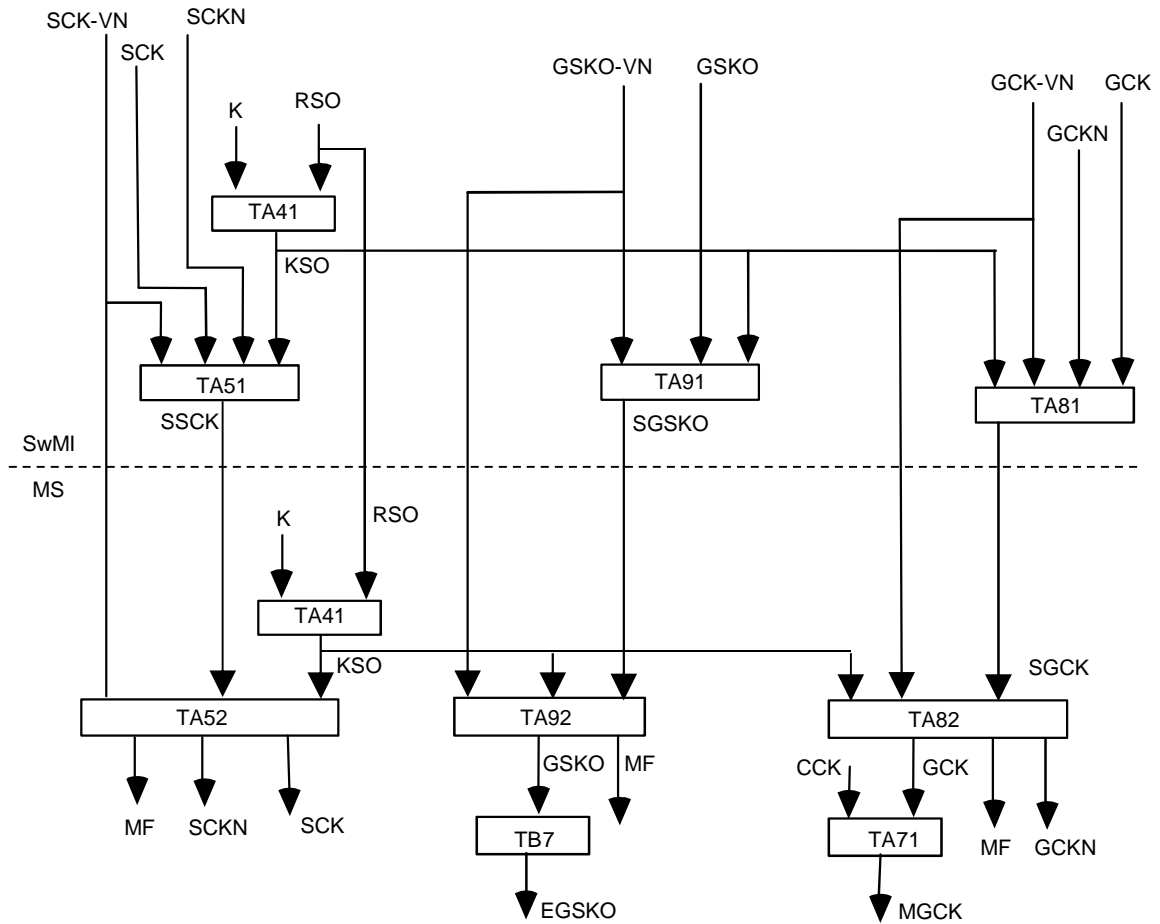 SCK-VN
SCKN
SCK
GSKO-VN
GSKO
GCK-VN
GCK
RSO
K
GCKN
TA41
KSO
TA51
TA91
TA81
SSCK
SGSKO
SwMI
MS
K
RSO
TA41
KSO
SGCK
TA52
TA92
TA82
GSKO
MF
CCK
GCK
MF
SCKN
SCK
TB7
TA71
MF
GCKN
EGSKO
MGCK